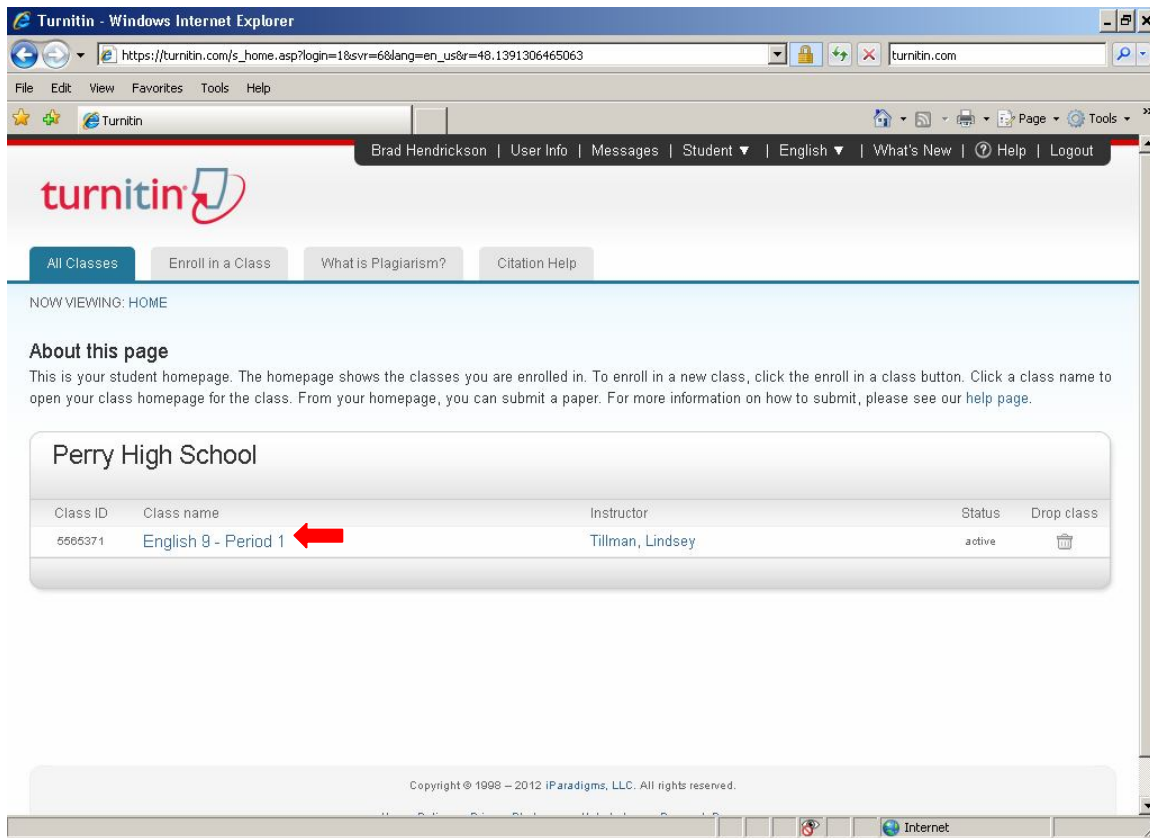 Turnitin - Windows Internet Explorer
https://turnitin.com/s_home.asp?login=1&svr=6&lang=en_us&r=48.1391306465063
turnitin.com
File Edit View Favorites Tools Help
Turnitin
Page Tools
Brad Hendrickson | User Info | Messages | Student ▼ | English ▼ | What's New | ? Help | Logout
turnitin
All Classes Enroll in a Class What is Plagiarism? Citation Help
NOW VIEWING: HOME
About this page
This is your student homepage. The homepage shows the classes you are enrolled in. To enroll in a new class, click the enroll in a class button. Click a class name to
open your class homepage for the class. From your homepage, you can submit a paper. For more information on how to submit, please see our help page.
Perry High School
Class ID Class name Instructor Status Drop class
5565371 English 9 - Period 1 Tillman, Lindsey active
Copyright © 1998 – 2012 iParadigms, LLC. All rights reserved.
Internet